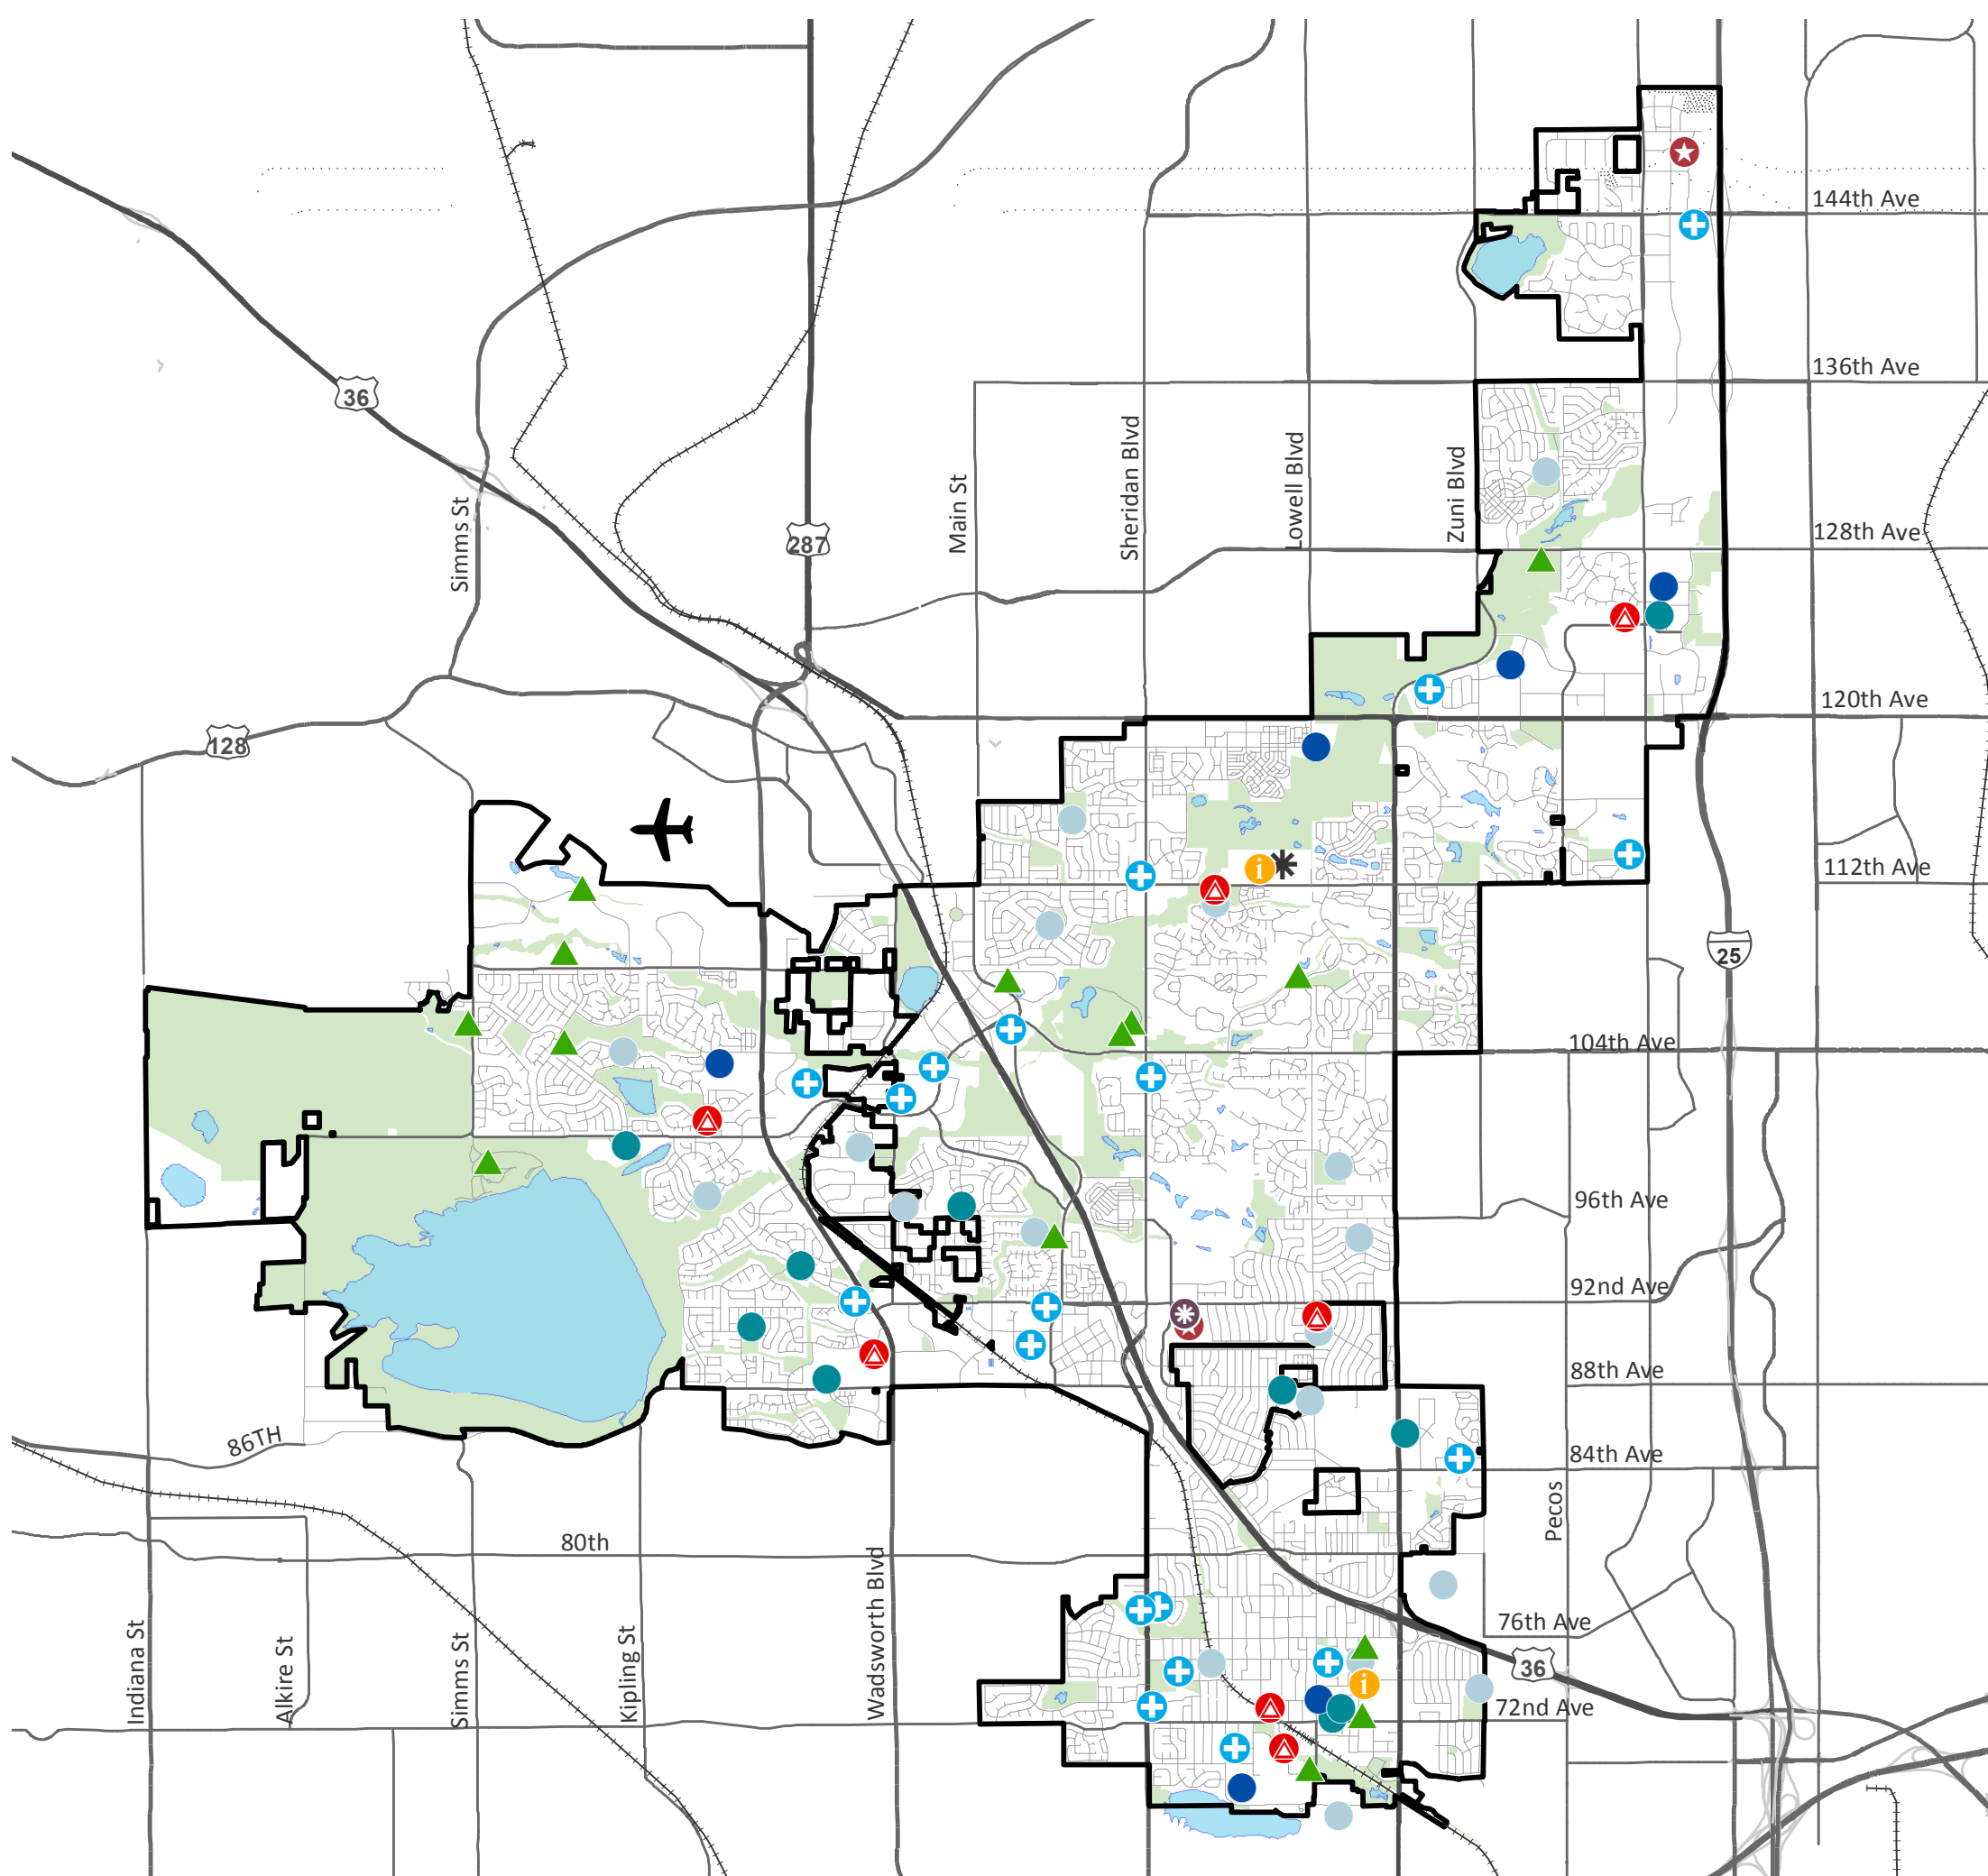 144th Ave
136th Ave
36
Sheridan Blvd
Lowell Blvd
Zuni Blvd
Main St
Simms St
287
128th Ave
120th Ave
128
112th Ave
i
25
104th Ave
96th Ave
92nd Ave
88th Ave
86TH
84th Ave
Pecos
80th
Wadsworth Blvd
76th Ave
Indiana St
Alkire St
Simms St
Kipling St
36
i
72nd Ave